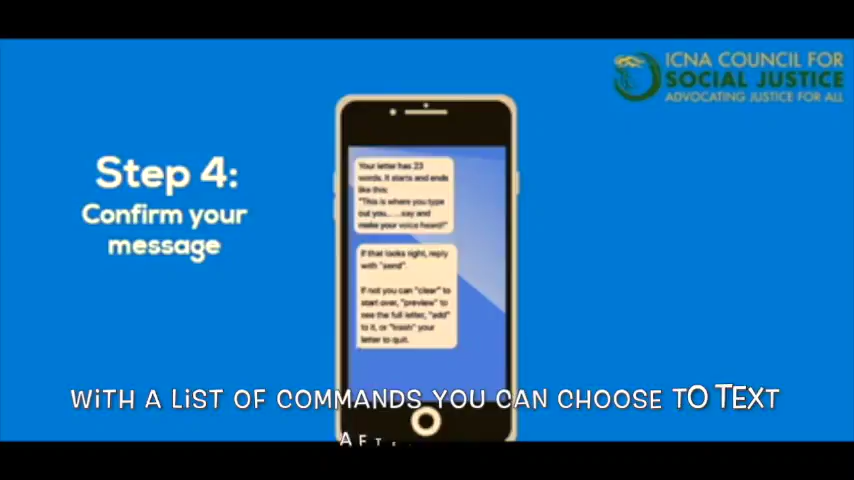 ICNA COUNCIL FOR
SOCIAL JUSTICE
ADVOCATING JUSTICE FOR ALL
Step 4:
Confirm your
message
Your letter has 23
words. It starts and ends
like this:
"This is where you type
out you......say and
make your voice heard!"
If that looks right, reply
with "send".
If not you can "clear" to
start over, "preview" to
see the full letter, "add"
to it, or "trash" your
letter to quit.
WITH A LIST OF COMMANDS YOU CAN CHOOSE TO TEXT